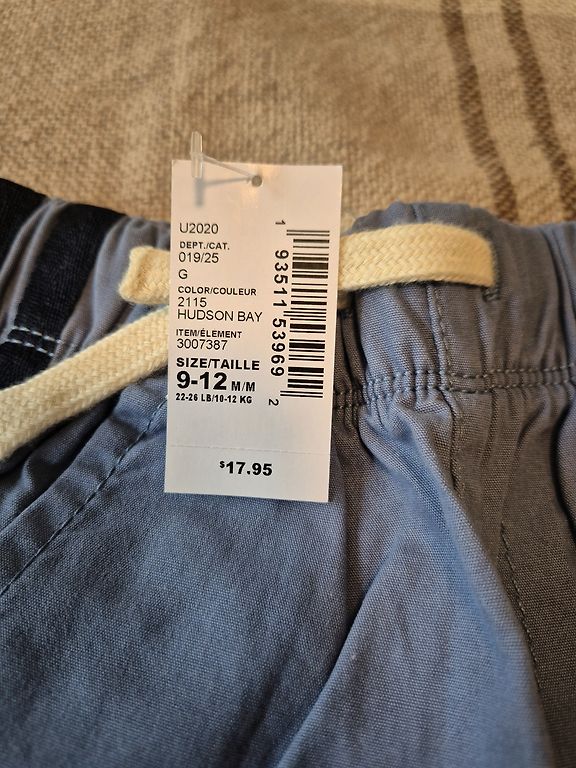 U2020
DEPT./CAT.
019/25
G
COLOR/COULEUR
2115
HUDSON BAY
ITEM/ÉLEMENT
3007387
SIZE/TAILLE
9-12 M/M
22-26 LB/10-12 KG
$17.95
1 93511 53969 2